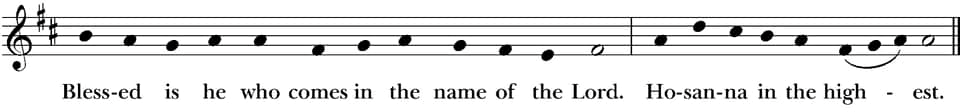 Bless-ed is he who comes in the name of the Lord. Ho-san-na in the high - est.